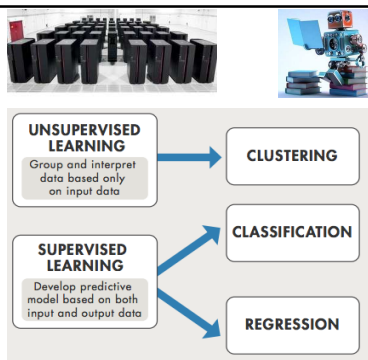 UNSUPERVISED
LEARNING
Group and interpret
data based only
on input data
CLUSTERING
SUPERVISED
LEARNING
Develop predictive
model based on both
input and output data
CLASSIFICATION
REGRESSION